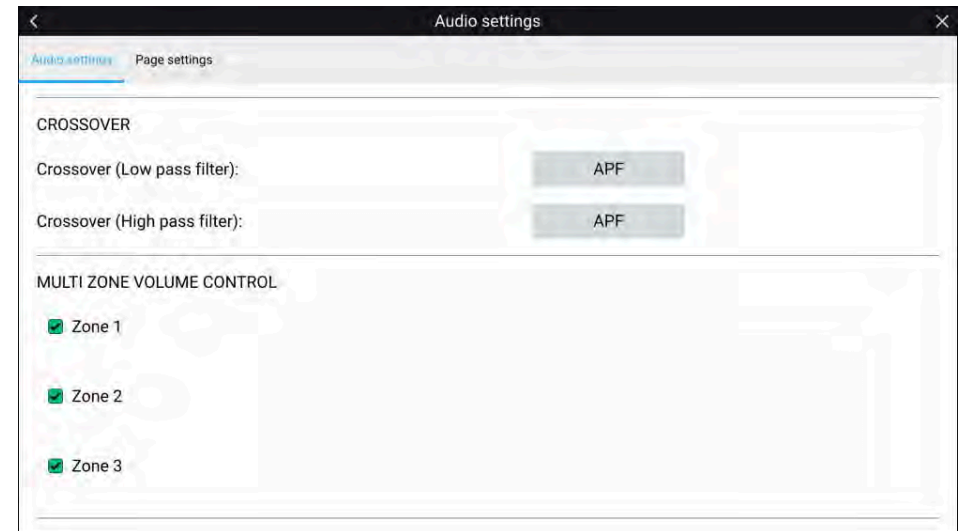 Audio settings
Audio settings Page settings
CROSSOVER
Crossover (Low pass filter): APF
Crossover (High pass filter): APF
MULTI ZONE VOLUME CONTROL
Zone 1
Zone 2
Zone 3